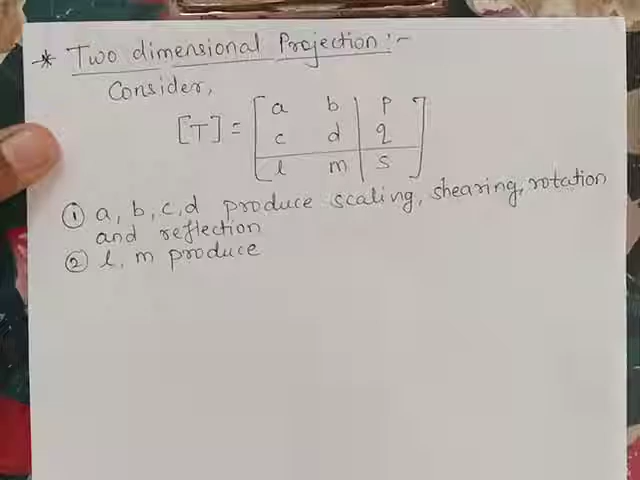 * Two dimensional Projection :-
Consider,
[T] = [ a b | p
c d | q
l m | s ]
① a, b, c, d produce scaling, shearing, rotation
and reflection
② l, m produce